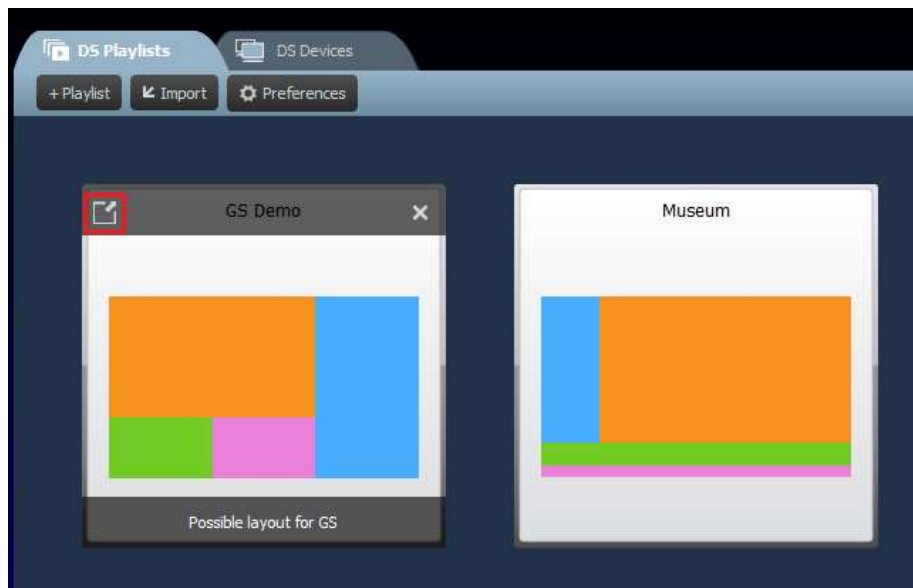 DS Playlists DS Devices
+Playlist Import Preferences
GS Demo Museum
Possible layout for GS